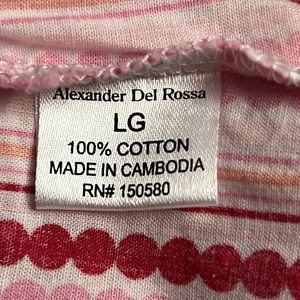 Alexander Del Rossa
LG
100% COTTON
MADE IN CAMBODIA
RN# 150580